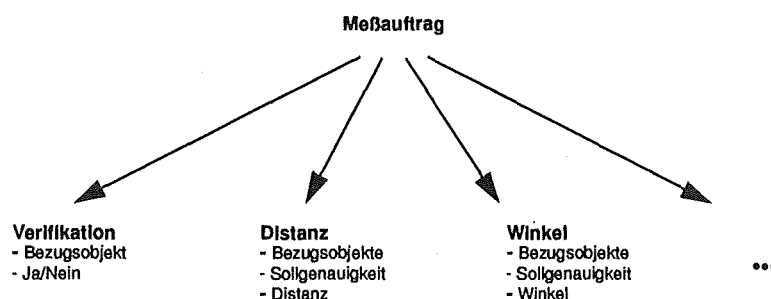 Meßauftrag
Verifikation
- Bezugsobjekt
- Ja/Nein
Distanz
- Bezugsobjekte
- Sollgenauigkeit
- Distanz
Winkel
- Bezugsobjekte
- Sollgenauigkeit
- Winkel
...